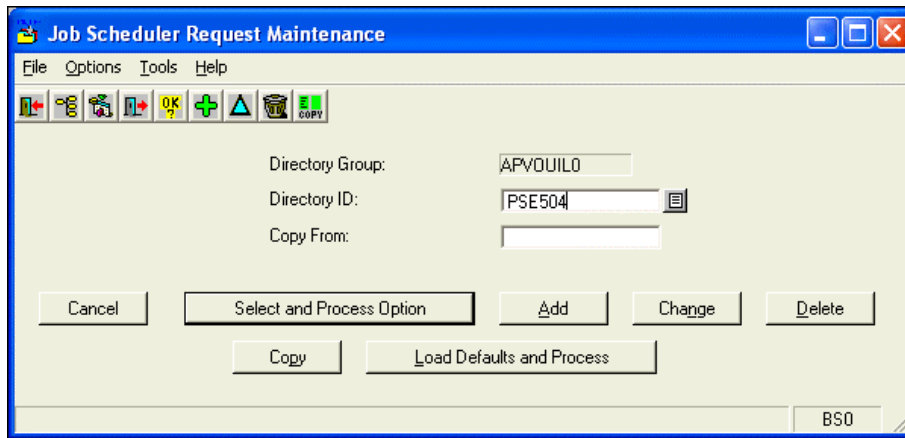 Job Scheduler Request Maintenance
File Options Tools Help
OK ? COPY
Directory Group: APVOUIL0
Directory ID: PSE504
Copy From:
Cancel Select and Process Option Add Change Delete
Copy Load Defaults and Process
BS0